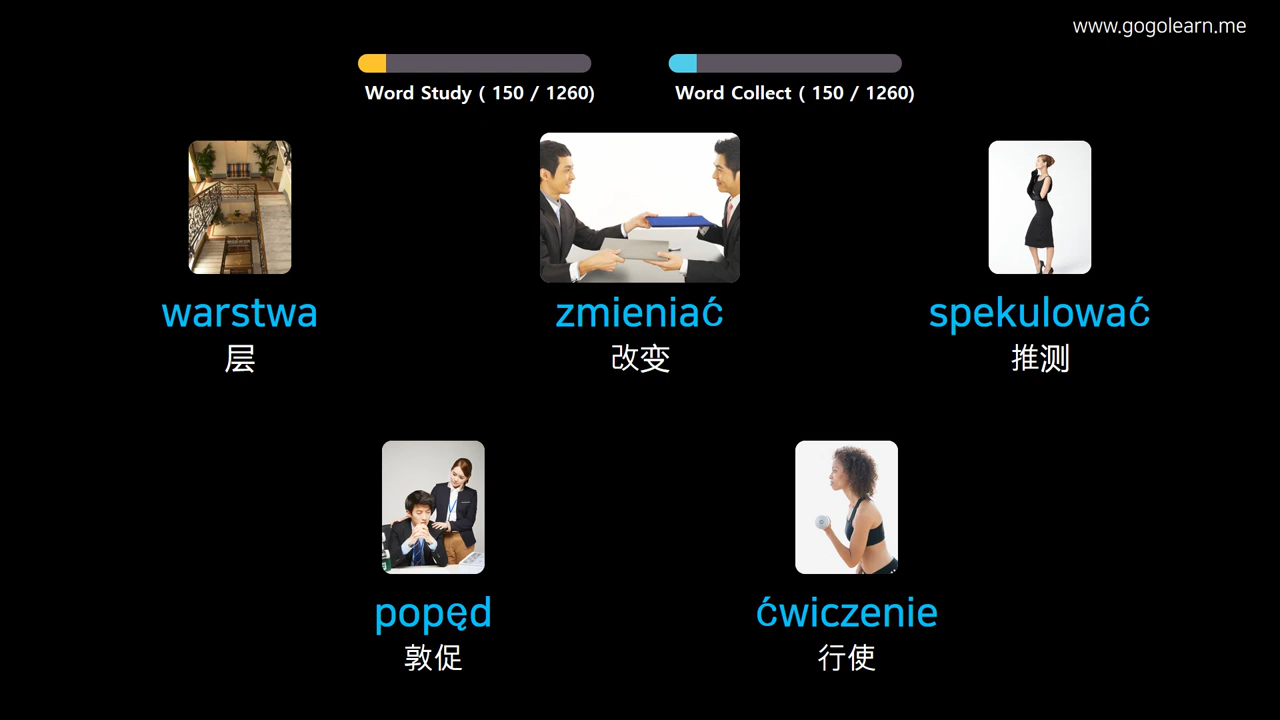 www.gogolearn.me
Word Study ( 150 / 1260)
Word Collect ( 150 / 1260)
warstwa
层
zmieniać
改变
spekulować
推测
popęd
敦促
ćwiczenie
行使